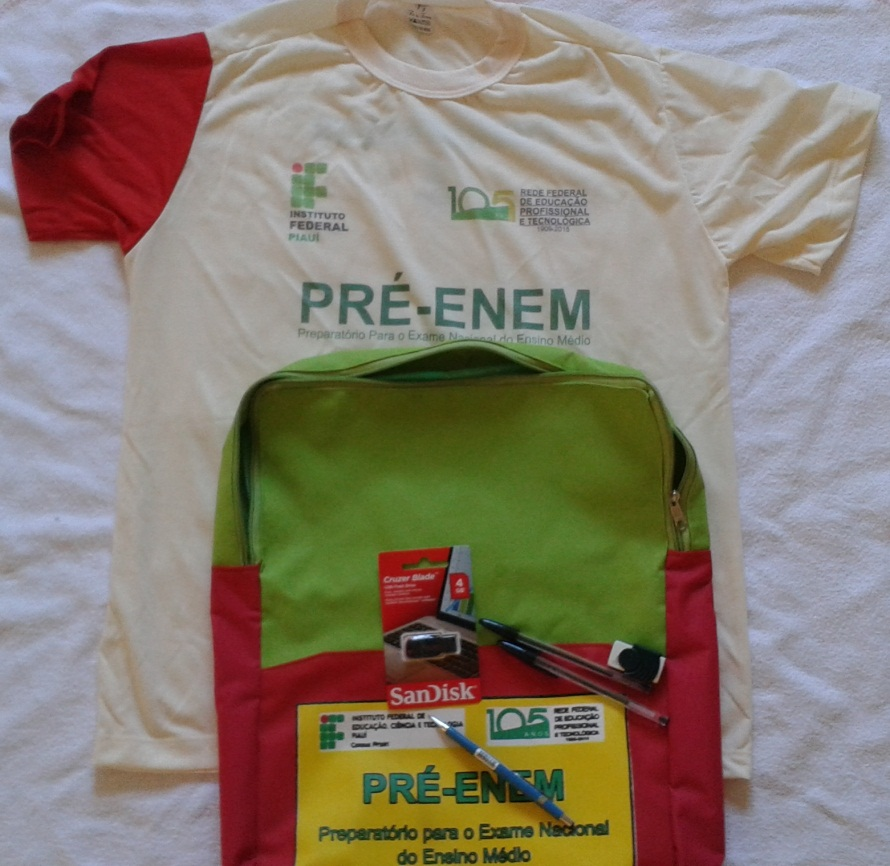 INSTITUTO
FEDERAL
PIAUÍ
105
REDE FEDERAL
DE EDUCAÇÃO
PROFISSIONAL
E TECNOLÓGICA
PRÉ-ENEM
Preparatório Para o Exame Nacional do Ensino Médio
Cruzer Blade
4
GB
SanDisk
INSTITUTO FEDERAL DE
EDUCAÇÃO, CIÊNCIA E TECNOLOGIA
PIAUÍ
105
ANOS
REDE FEDERAL
DE EDUCAÇÃO
PROFISSIONAL
E TECNOLÓGICA
PRÉ-ENEM
Preparatório para o Exame Nacional
do Ensino Médio